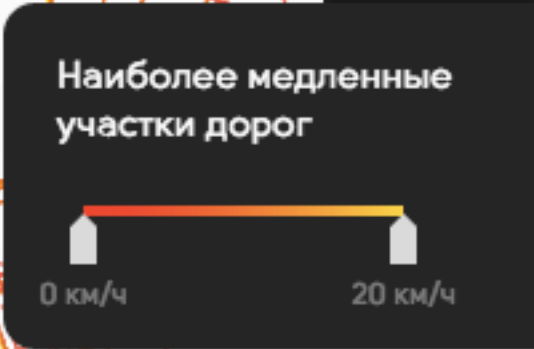 Наиболее медленные
участки дорог
0 км/ч 20 км/ч